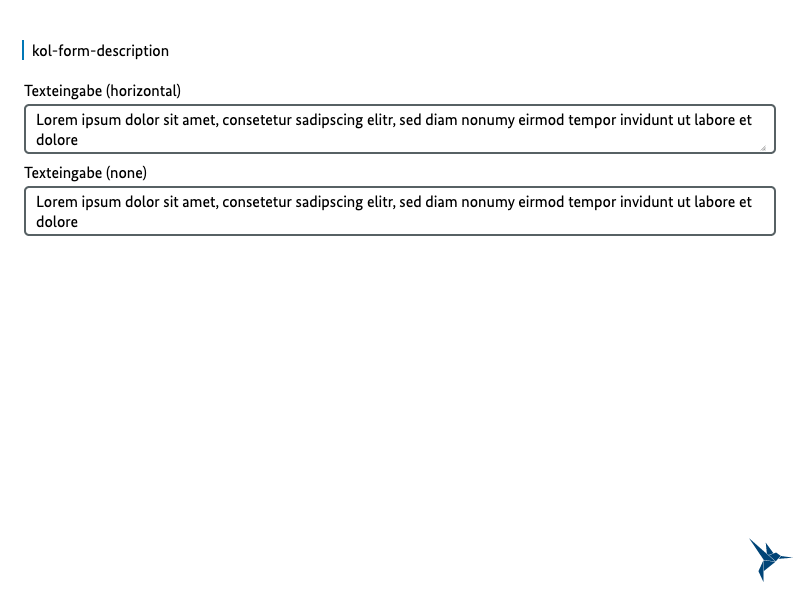 kol-form-description
Texteingabe (horizontal)
Lorem ipsum dolor sit amet, consetetur sadipscing elitr, sed diam nonumy eirmod tempor invidunt ut labore et
dolore
Texteingabe (none)
Lorem ipsum dolor sit amet, consetetur sadipscing elitr, sed diam nonumy eirmod tempor invidunt ut labore et
dolore